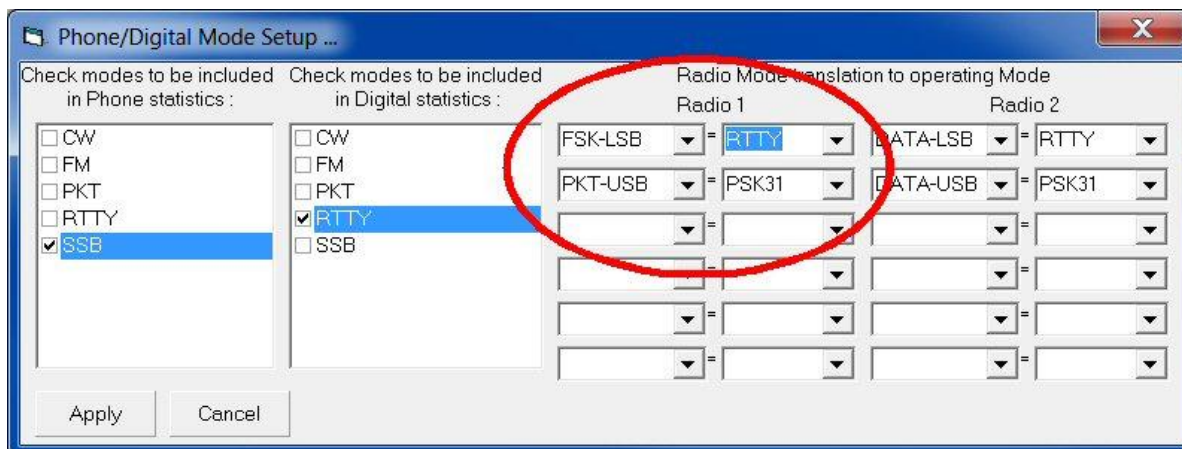 Phone/Digital Mode Setup ...
Check modes to be included
in Phone statistics :
CW
FM
PKT
RTTY
SSB
Check modes to be included
in Digital statistics :
CW
FM
PKT
RTTY
SSB
Radio Mode translation to operating Mode
Radio 1 Radio 2
FSK-LSB = RTTY DATA-LSB = RTTY
PKT-USB = PSK31 DATA-USB = PSK31
= =
= =
= =
= =
Apply Cancel